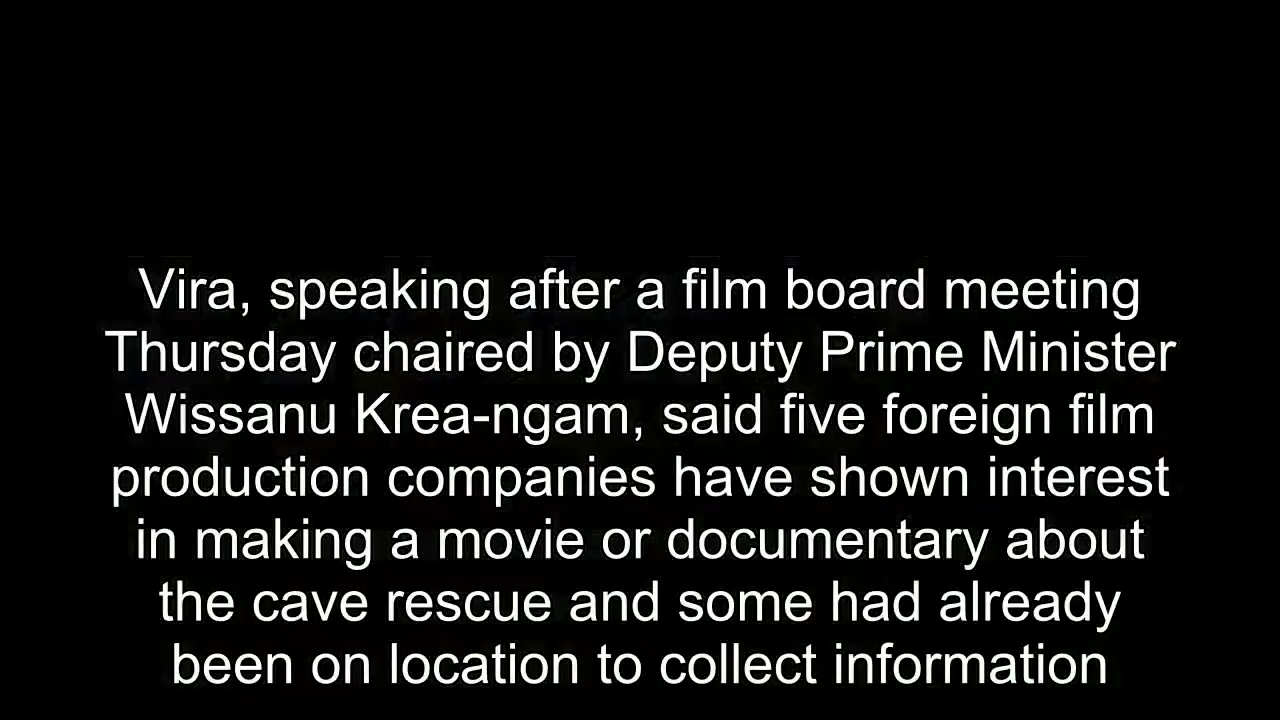 Vira, speaking after a film board meeting
Thursday chaired by Deputy Prime Minister
Wissanu Krea-ngam, said five foreign film
production companies have shown interest
in making a movie or documentary about
the cave rescue and some had already
been on location to collect information